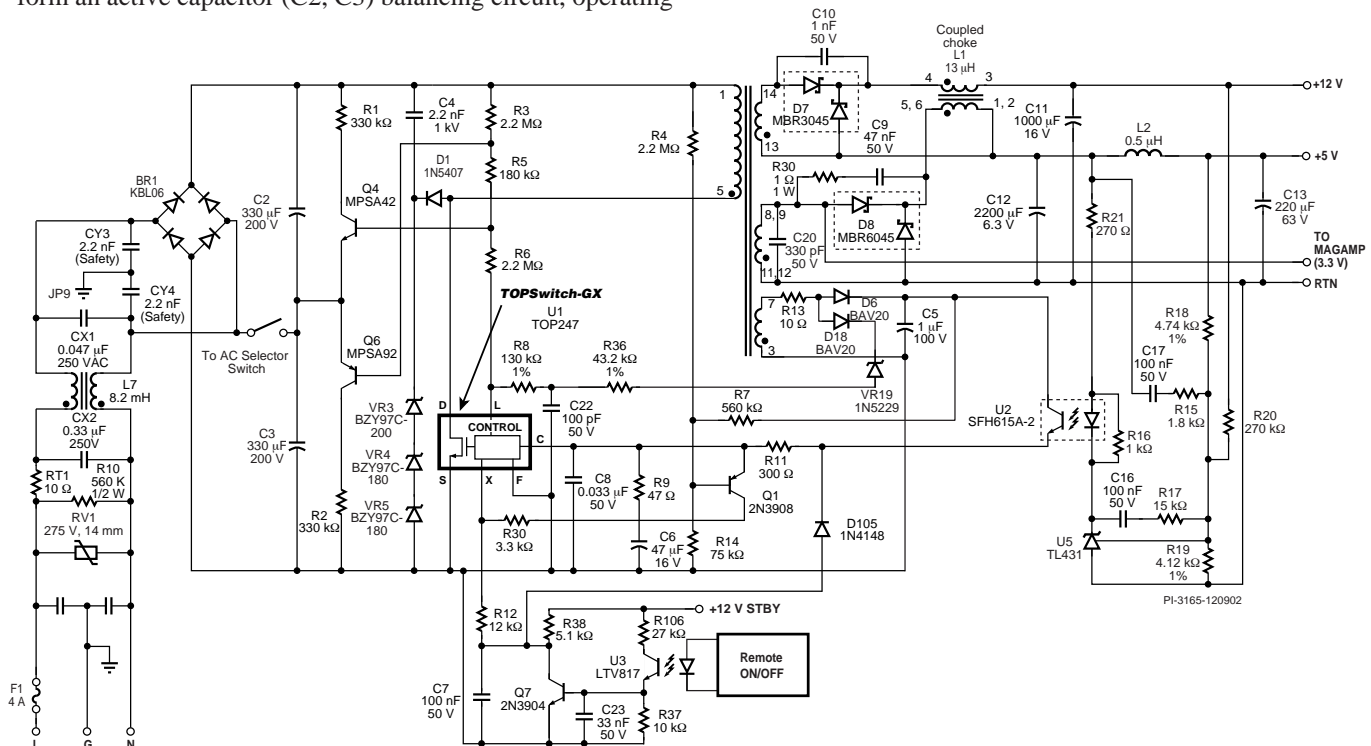 form an active capacitor (C2, C3) balancing circuit, operating
C10
1 nF
50 V
Coupled
choke
L1
13 µH
4
3
+12 V
1
14
D7
MBR3045
5, 6
1, 2
C11
1000 µF
16 V
R1
330 kΩ
C4
2.2 nF
1 kV
R3
2.2 MΩ
R4
2.2 MΩ
C9
47 nF
50 V
L2
0.5 µH
13
+5 V
D1
1N5407
R5
180 kΩ
R30
1 Ω
1 W
BR1
KBL06
C2
330 µF
200 V
Q4
MPSA42
5
8, 9
D8
MBR6045
C12
2200 µF
6.3 V
R21
270 Ω
C13
220 µF
63 V
CY3
2.2 nF
(Safety)
R6
2.2 MΩ
C20
330 pF
50 V
TO
MAGAMP
(3.3 V)
11,12
RTN
JP9
CY4
2.2 nF
(Safety)
TOPSwitch-GX
U1
TOP247
7
R13
10 Ω
D6
BAV20
C5
1 µF
100 V
R18
4.74 kΩ
1%
CX1
0.047 µF
250 VAC
To AC Selector
Switch
Q6
MPSA92
R8
130 kΩ
1%
R36
43.2 kΩ
1%
3
D18
BAV20
C17
100 nF
50 V
L7
8.2 mH
VR3
BZY97C-
200
D
L
C22
100 pF
50 V
R7
560 kΩ
VR19
1N5229
U2
SFH615A-2
R15
1.8 kΩ
R20
270 kΩ
CX2
0.33 µF
250V
CONTROL
C
R16
1 kΩ
C3
330 µF
200 V
VR4
BZY97C-
180
R11
300 Ω
RT1
10 Ω
R10
560 K
1/2 W
S
X
F
C8
0.033 µF
50 V
R9
47 Ω
Q1
2N3908
C16
100 nF
50 V
R17
15 kΩ
RV1
275 V, 14 mm
R2
330 kΩ
VR5
BZY97C-
180
R30
3.3 kΩ
C6
47 µF
16 V
R14
75 kΩ
D105
1N4148
U5
TL431
R19
4.12 kΩ
1%
PI-3165-120902
R12
12 kΩ
R38
5.1 kΩ
+12 V STBY
R106
27 kΩ
U3
LTV817
Remote
ON/OFF
F1
4 A
C7
100 nF
50 V
Q7
2N3904
C23
33 nF
50 V
R37
10 kΩ
L
G
N